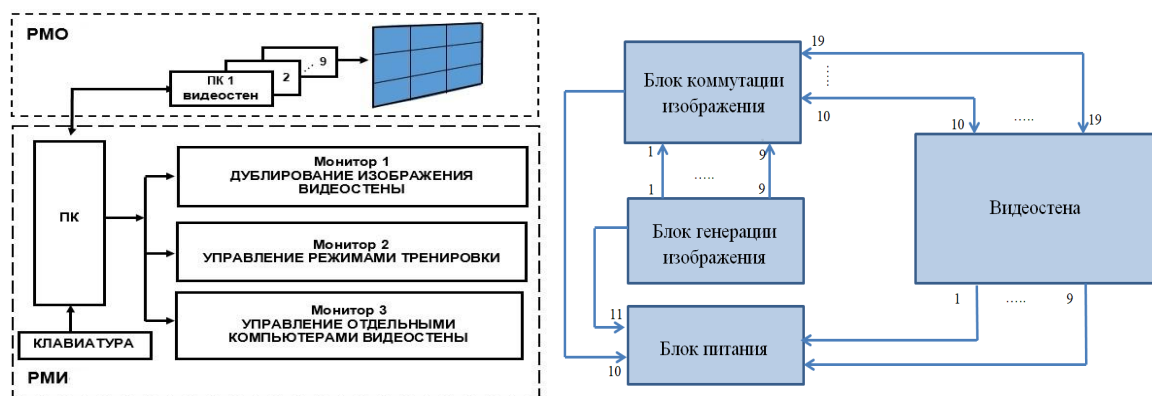 РМО
ПК 1
видеостен
2
... 9
РМИ
ПК
КЛАВИАТУРА
Монитор 1
ДУБЛИРОВАНИЕ ИЗОБРАЖЕНИЯ
ВИДЕОСТЕНЫ
Монитор 2
УПРАВЛЕНИЕ РЕЖИМАМИ ТРЕНИРОВКИ
Монитор 3
УПРАВЛЕНИЕ ОТДЕЛЬНЫМИ
КОМПЬЮТЕРАМИ ВИДЕОСТЕНЫ
Блок коммутации
изображения
19
.....
10
10
.....
19
1
9
.....
1
9
Блок генерации
изображения
Видеостена
1
.....
9
11
10
Блок питания